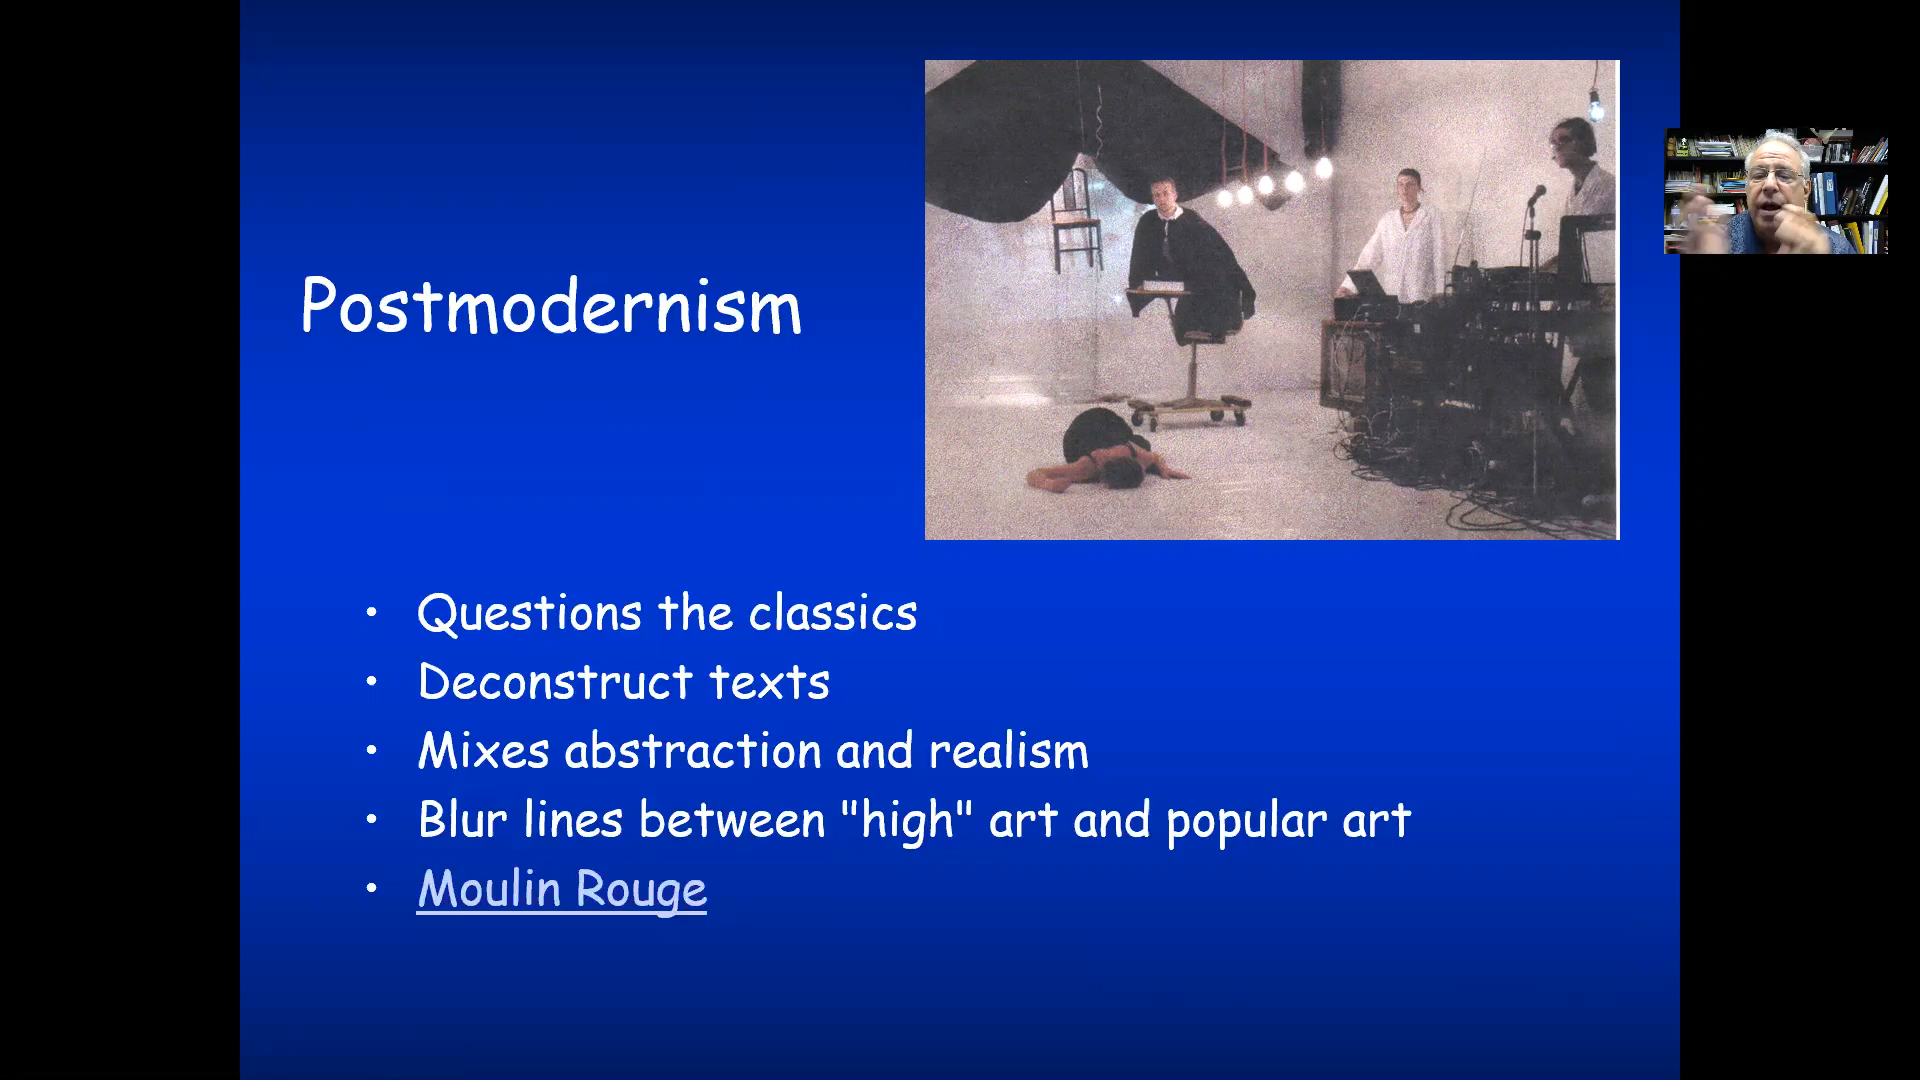 Postmodernism
• Questions the classics
• Deconstruct texts
• Mixes abstraction and realism
• Blur lines between "high" art and popular art
• Moulin Rouge